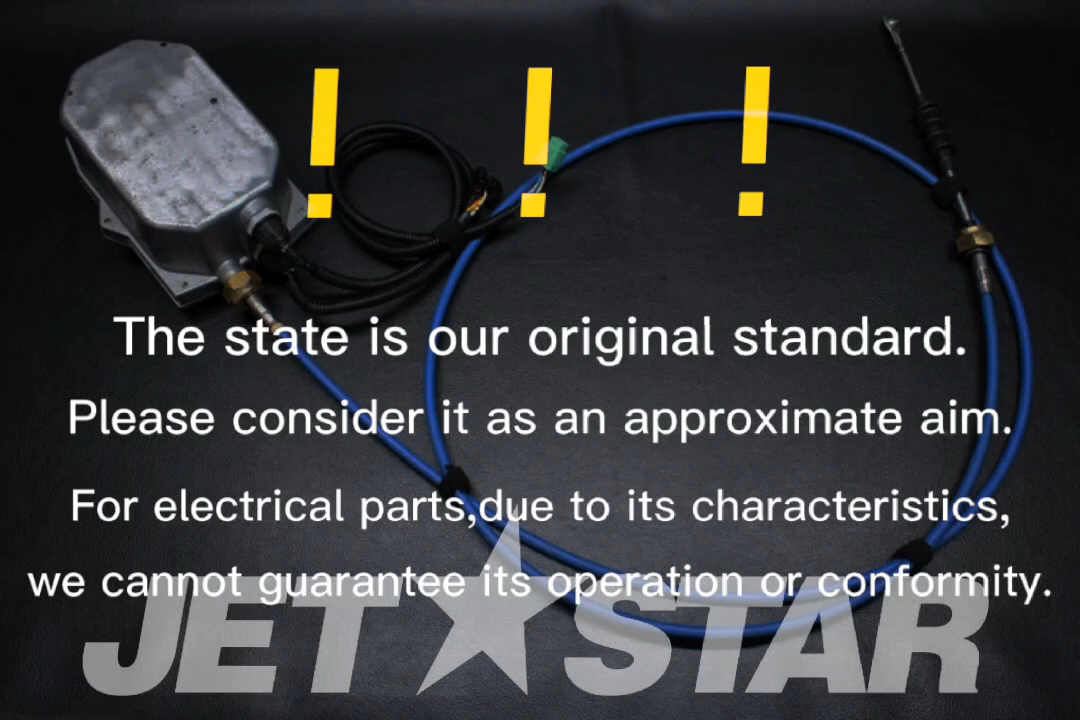 ! ! !
The state is our original standard.
Please consider it as an approximate aim.
For electrical parts,due to its characteristics,
we cannot guarantee its operation or conformity.
JET★STAR